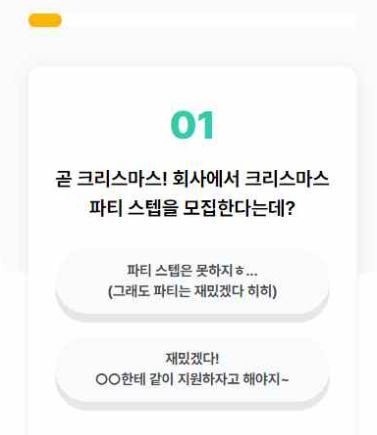 01
곧 크리스마스! 회사에서 크리스마스
파티 스텝을 모집한다는데?
파티 스텝은 못하지ㅎ...
(그래도 파티는 재밌겠다 히히)
재밌겠다!
○○한테 같이 지원하자고 해야지~